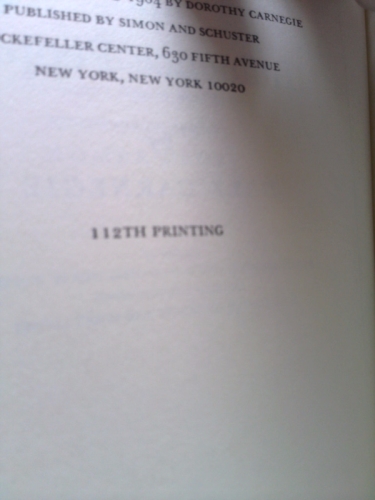 1964 BY DOROTHY CARNEGIE
PUBLISHED BY SIMON AND SCHUSTER
CKEFELLER CENTER, 630 FIFTH AVENUE
NEW YORK, NEW YORK 10020
112TH PRINTING